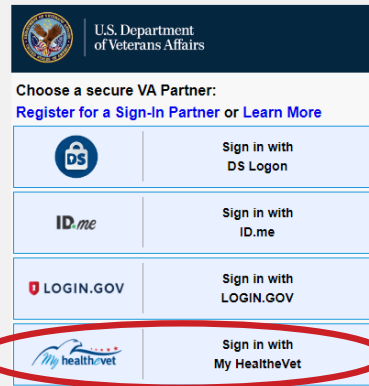 U.S. Department
of Veterans Affairs
Choose a secure VA Partner:
Register for a Sign-In Partner or Learn More
DS
Sign in with
DS Logon
ID.me
Sign in with
ID.me
LOGIN.GOV
Sign in with
LOGIN.GOV
My healthevet
Sign in with
My HealtheVet